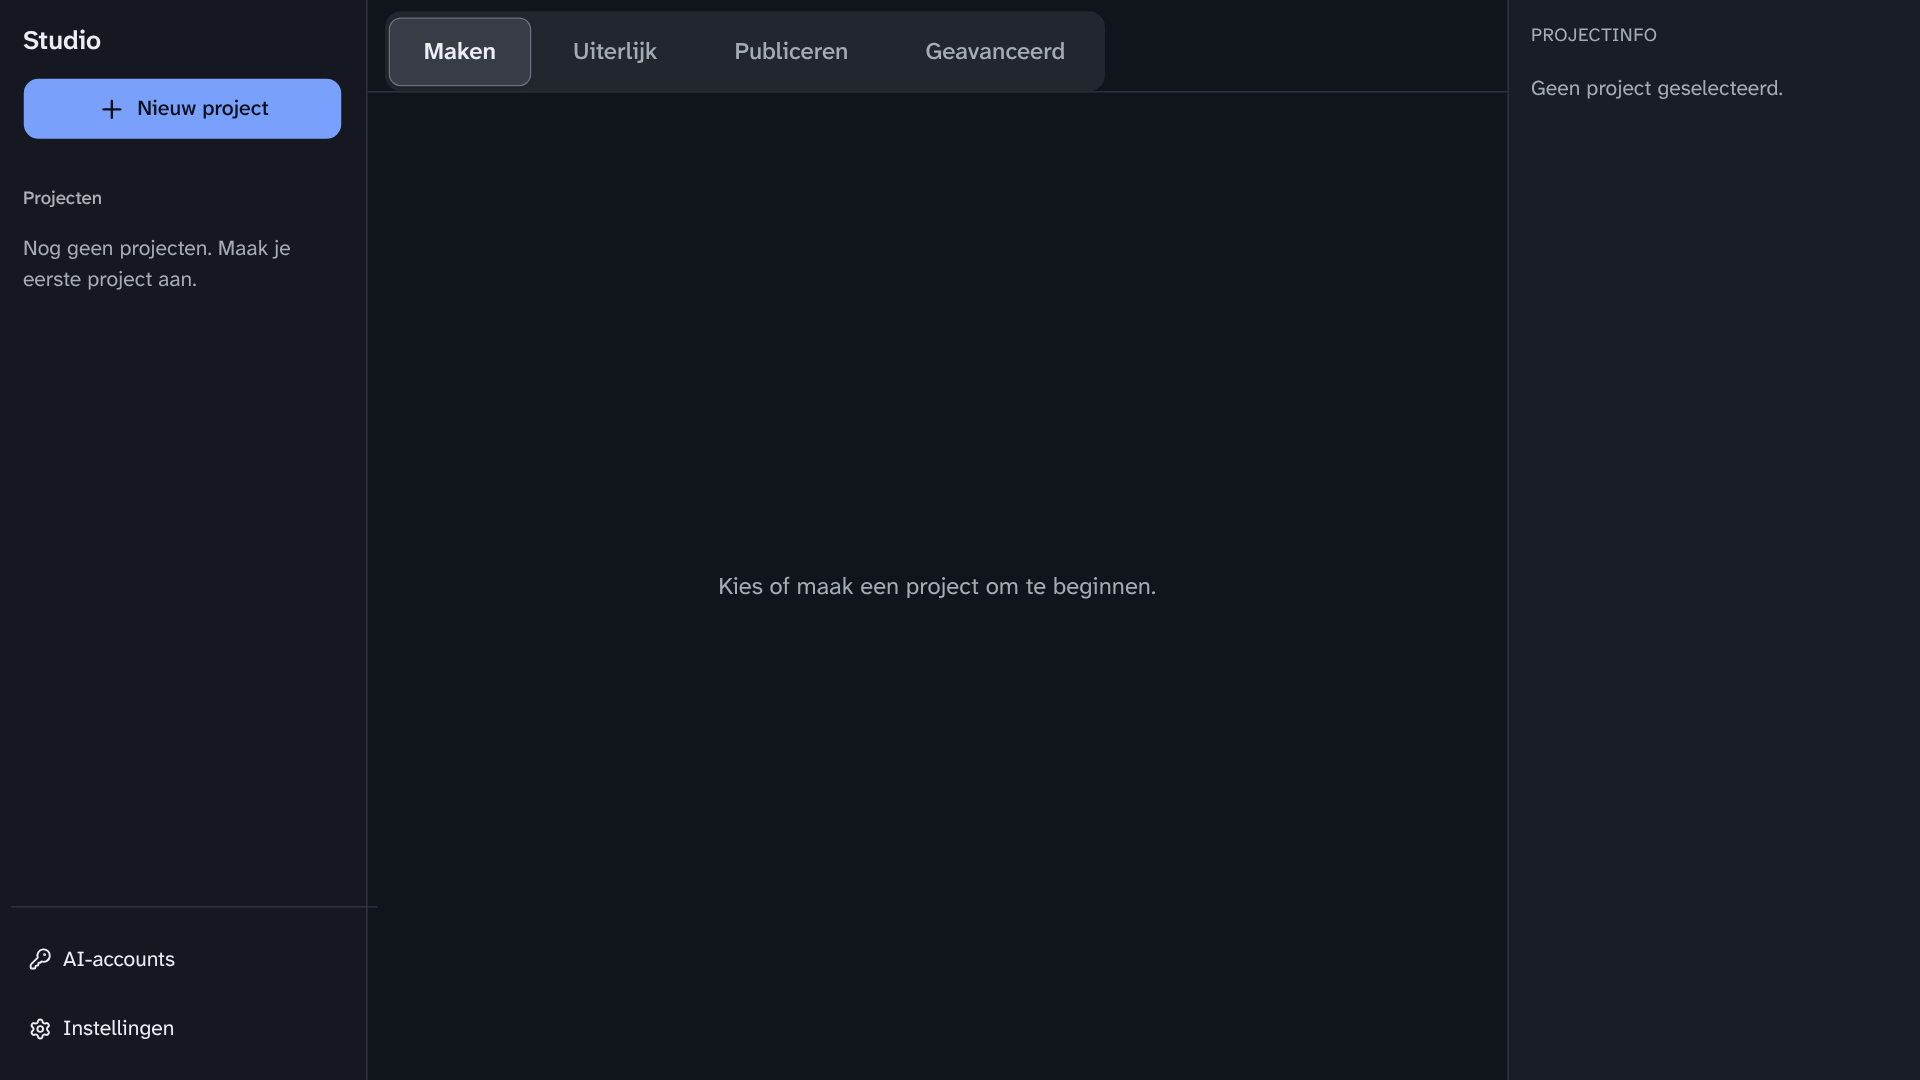 Studio
Nieuw project
Projecten
Nog geen projecten. Maak je
eerste project aan.
AI-accounts
Instellingen
Maken
Uiterlijk
Publiceren
Geavanceerd
Kies of maak een project om te beginnen.
PROJECTINFO
Geen project geselecteerd.